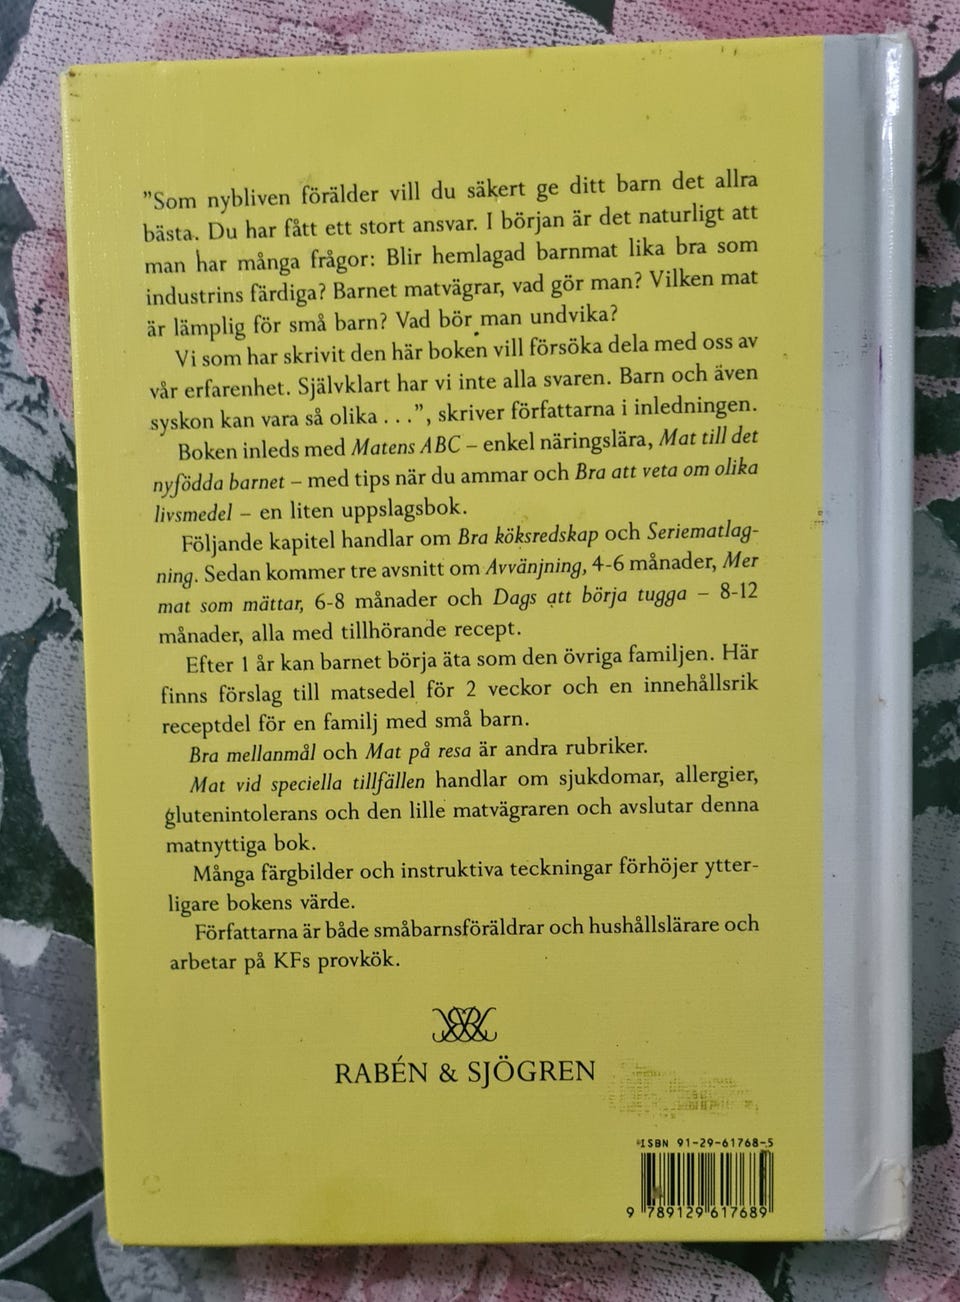 ”Som nybliven förälder vill du säkert ge ditt barn det allra
bästa. Du har fått ett stort ansvar. I början är det naturligt att
man har många frågor: Blir hemlagad barnmat lika bra som
industrins färdiga? Barnet matvägrar, vad gör man? Vilken mat
är lämplig för små barn? Vad bör man undvika?
Vi som har skrivit den här boken vill försöka dela med oss av
vår erfarenhet. Självklart har vi inte alla svaren. Barn och även
syskon kan vara så olika . . .”, skriver författarna i inledningen.
Boken inleds med Matens ABC – enkel näringslära, Mat till det
nyfödda barnet – med tips när du ammar och Bra att veta om olika
livsmedel – en liten uppslagsbok.
Följande kapitel handlar om Bra köksredskap och Seriematlag-
ning. Sedan kommer tre avsnitt om Avvänjning, 4-6 månader, Mer
mat som mättar, 6-8 månader och Dags att börja tugga – 8-12
månader, alla med tillhörande recept.
Efter 1 år kan barnet börja äta som den övriga familjen. Här
finns förslag till matsedel för 2 veckor och en innehållsrik
receptdel för en familj med små barn.
Bra mellanmål och Mat på resa är andra rubriker.
Mat vid speciella tillfällen handlar om sjukdomar, allergier,
glutenintolerans och den lille matvägraren och avslutar denna
matnyttiga bok.
Många färgbilder och instruktiva teckningar förhöjer ytter-
ligare bokens värde.
Författarna är både småbarnsföräldrar och hushållslärare och
arbetar på KFs provkök.
RABÉN & SJÖGREN
ISBN 91-29-61768-5
9 789129 617689